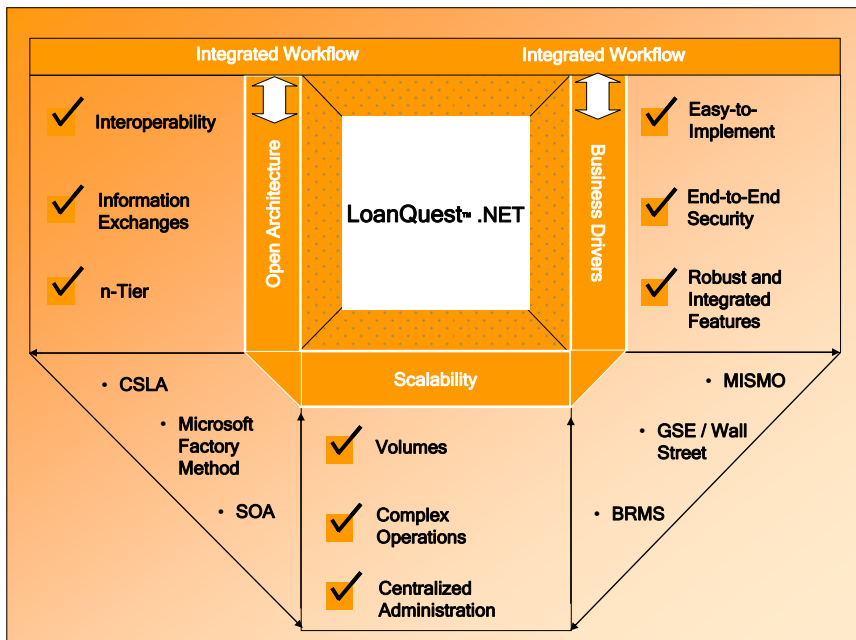 Integrated Workflow
Integrated Workflow
Interoperability
Information
Exchanges
n-Tier
Open Architecture
LoanQuest™ .NET
Business Drivers
Easy-to-
Implement
End-to-End
Security
Robust and
Integrated
Features
Scalability
• CSLA
• Microsoft
Factory
Method
• SOA
Volumes
Complex
Operations
Centralized
Administration
• MISMO
• GSE / Wall
Street
• BRMS